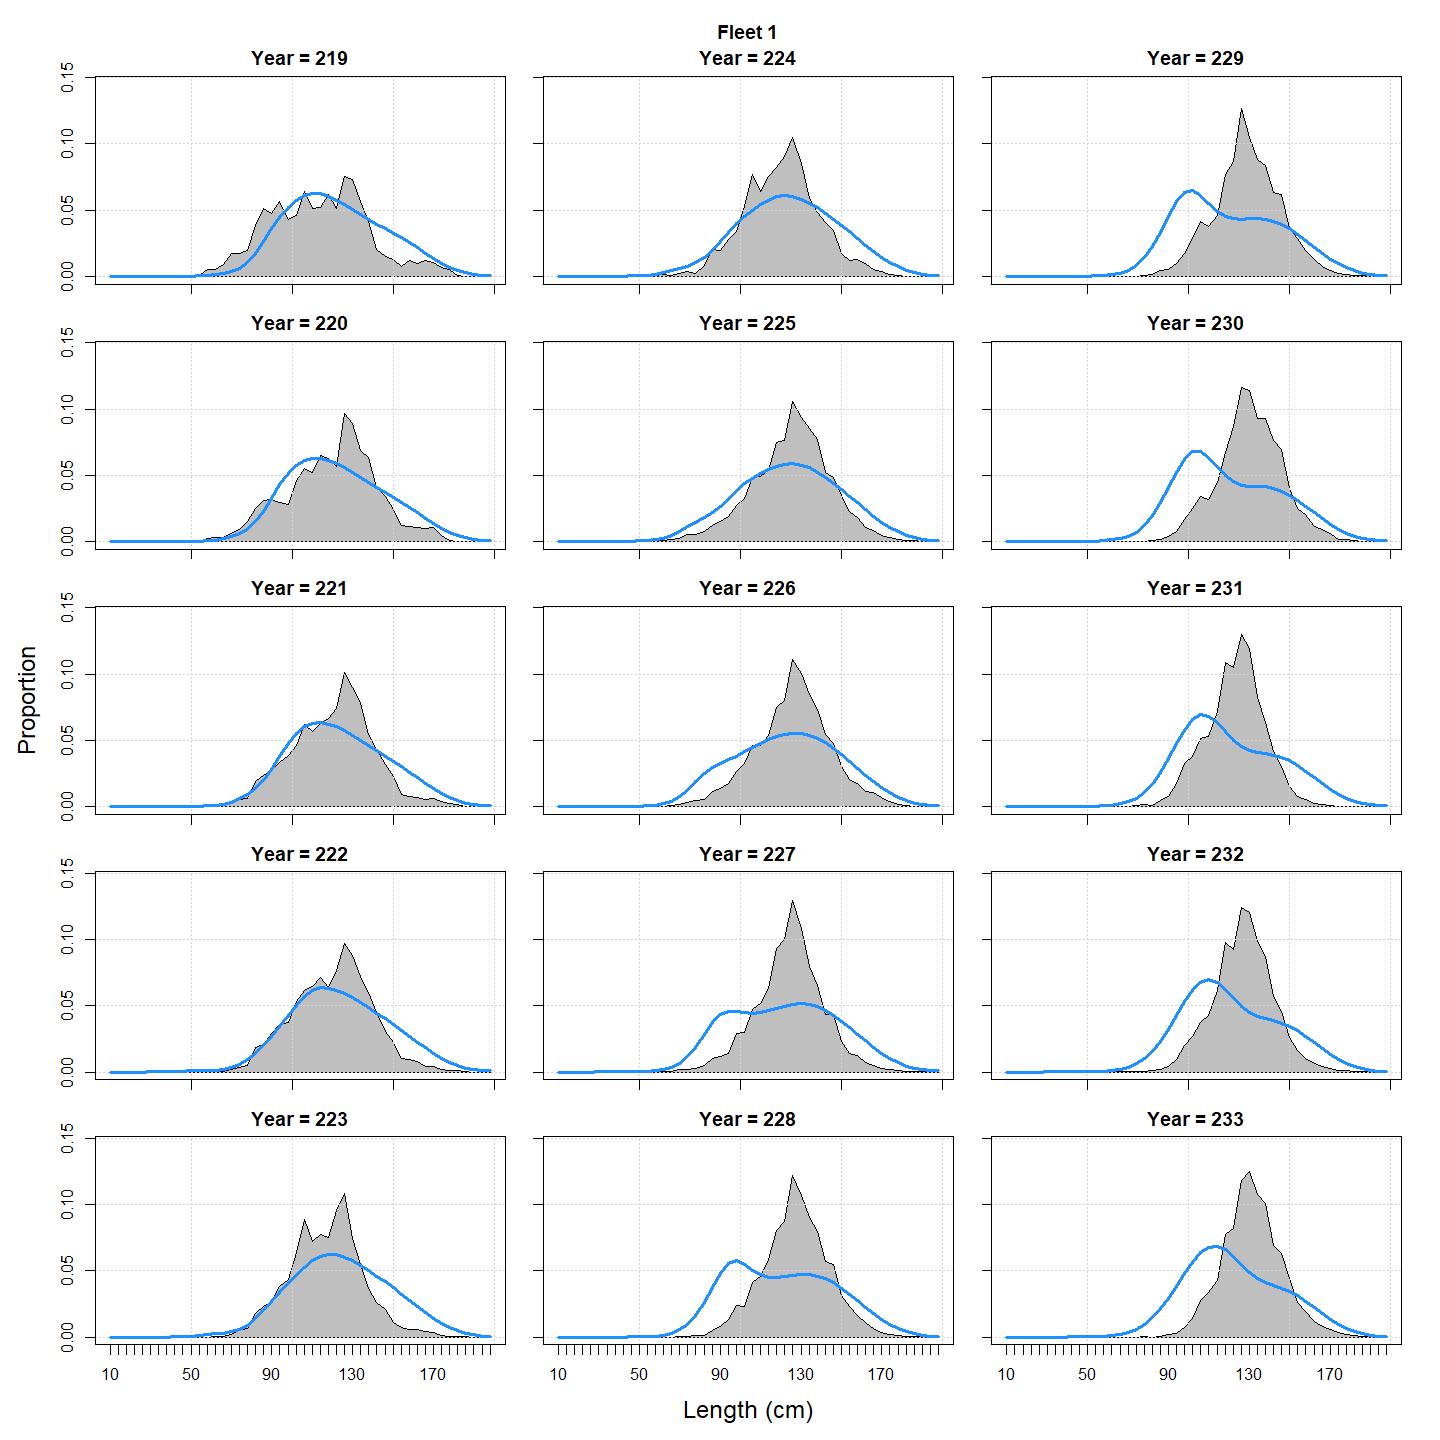 Fleet 1
Year = 219
Year = 224
Year = 229
0.00 0.05 0.10 0.15
Year = 220
Year = 225
Year = 230
0.00 0.05 0.10 0.15
Year = 221
Year = 226
Year = 231
0.00 0.05 0.10 0.15
Proportion
Year = 222
Year = 227
Year = 232
0.00 0.05 0.10 0.15
Year = 223
Year = 228
Year = 233
0.00 0.05 0.10 0.15
10 50 90 130 170
10 50 90 130 170
10 50 90 130 170
Length (cm)